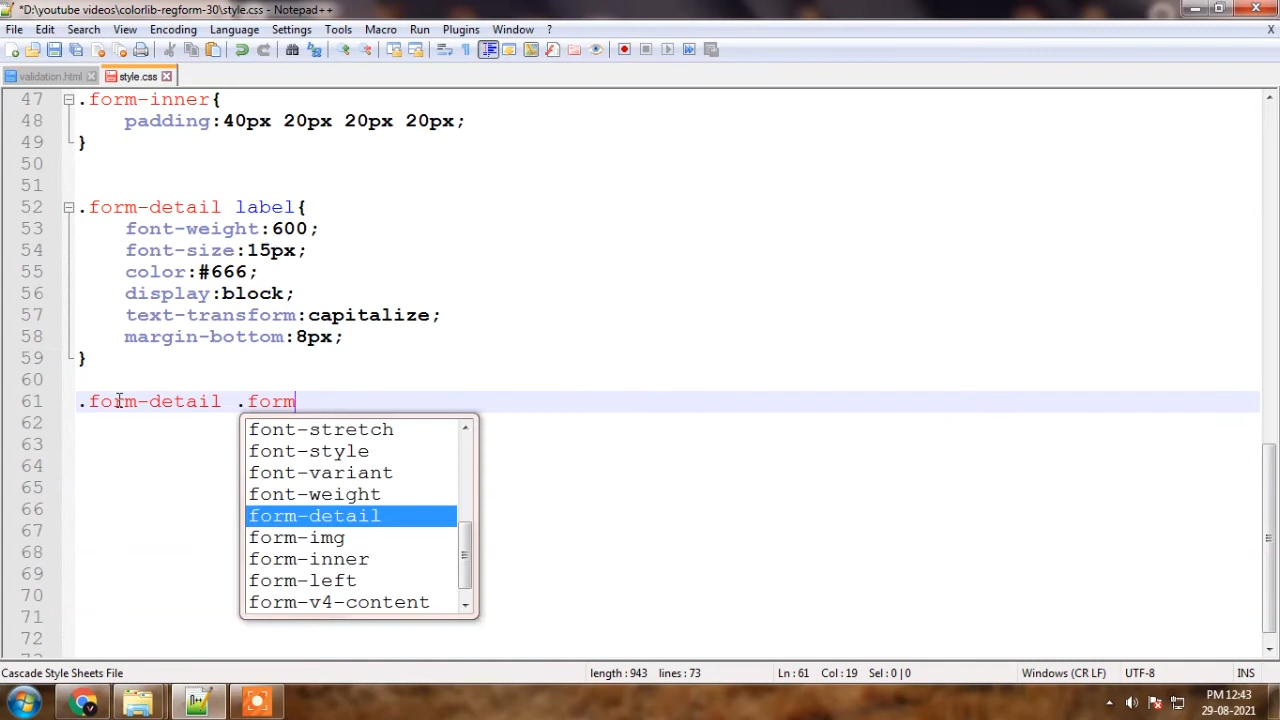 *D:\youtube videos\colorlib-regform-30\style.css - Notepad++
File Edit Search View Encoding Language Settings Tools Macro Run Plugins Window ? X
validation.html style.css
47 .form-inner{
48 padding:40px 20px 20px 20px;
49 }
50
51
52 .form-detail label{
53 font-weight:600;
54 font-size:15px;
55 color:#666;
56 display:block;
57 text-transform:capitalize;
58 margin-bottom:8px;
59 }
60
61 .form-detail .form
62
font-stretch
63
font-style
64
font-variant
65
font-weight
66
form-detail
67
form-img
68
form-inner
69
form-left
70
form-v4-content
71
72
Cascade Style Sheets File length : 943 lines : 73 Ln : 61 Col : 19 Sel : 0 | 0 Windows (CR LF) UTF-8 INS
PM 12:43
29-08-2021